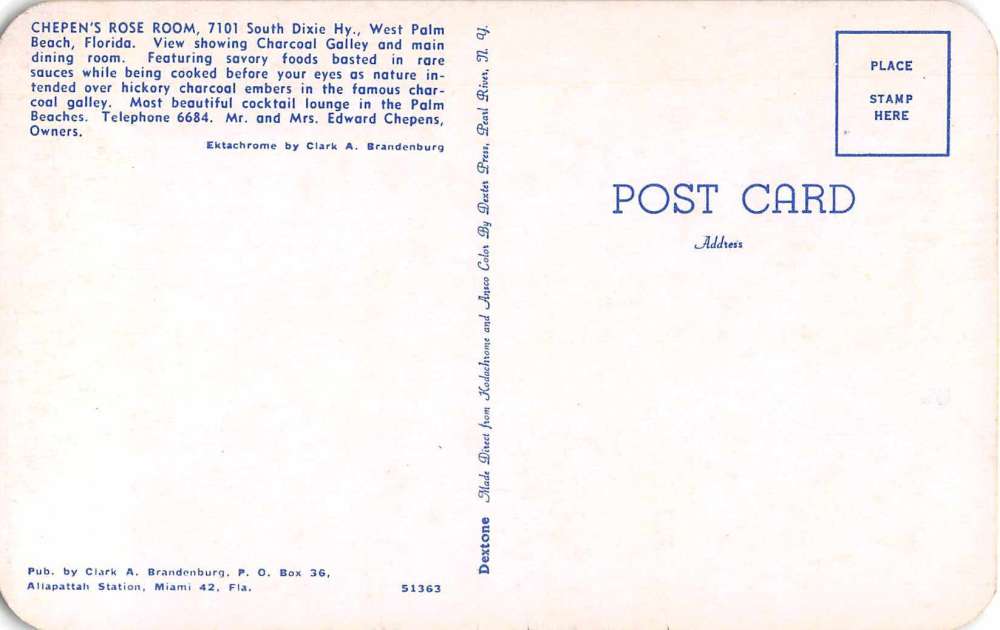 CHEPEN'S ROSE ROOM, 7101 South Dixie Hy., West Palm
Beach, Florida. View showing Charcoal Galley and main
dining room. Featuring savory foods basted in rare
sauces while being cooked before your eyes as nature in-
tended over hickory charcoal embers in the famous char-
coal galley. Most beautiful cocktail lounge in the Palm
Beaches. Telephone 6684. Mr. and Mrs. Edward Chepens,
Owners.
Ektachrome by Clark A. Brandenburg
Pub. by Clark A. Brandenburg, P. O. Box 36,
Allapattah Station, Miami 42, Fla.
51363
Dextone Made Direct from Kodachrome and Ansco Color By Dexter Press, Pearl River, N. Y.
PLACE
STAMP
HERE
POST CARD
Address